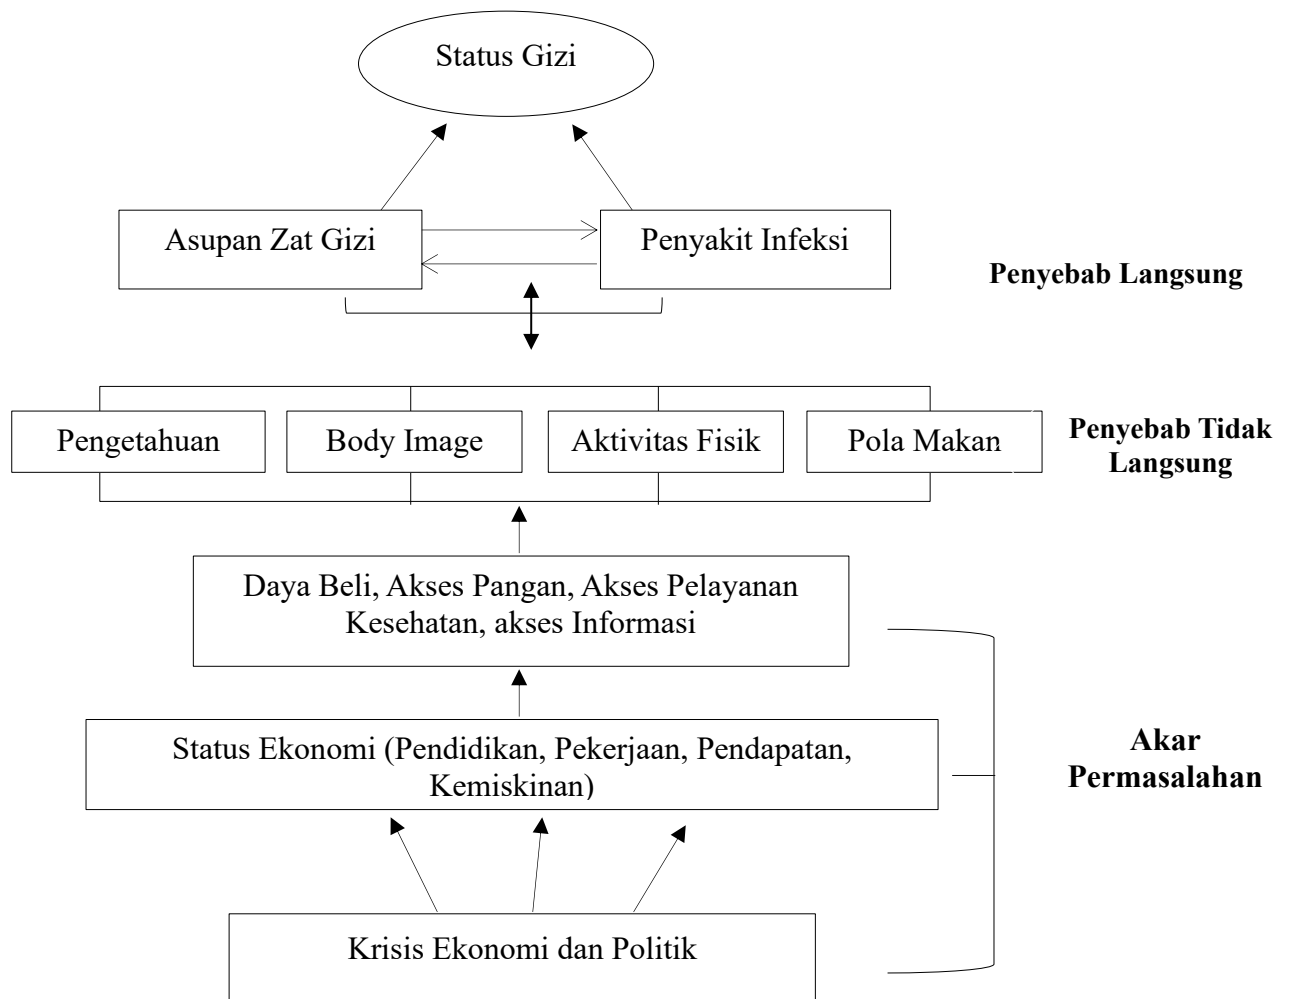 Status Gizi
Asupan Zat Gizi
Penyakit Infeksi
Penyebab Langsung
Pengetahuan
Body Image
Aktivitas Fisik
Pola Makan
Penyebab Tidak
Langsung
Daya Beli, Akses Pangan, Akses Pelayanan
Kesehatan, akses Informasi
Status Ekonomi (Pendidikan, Pekerjaan, Pendapatan,
Kemiskinan)
Akar
Permasalahan
Krisis Ekonomi dan Politik